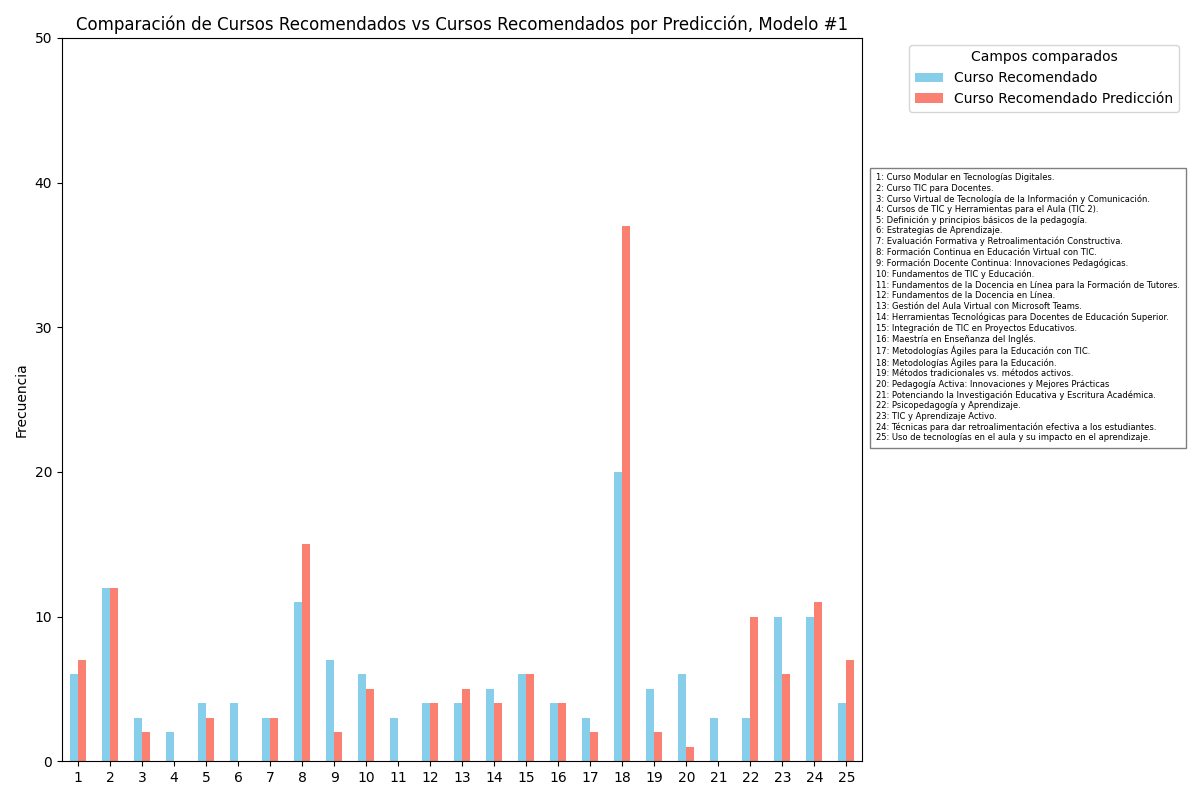 Comparación de Cursos Recomendados vs Cursos Recomendados por Predicción, Modelo #1
Campos comparados
Curso Recomendado
Curso Recomendado Predicción
1: Curso Modular en Tecnologías Digitales.
2: Curso TIC para Docentes.
3: Curso Virtual de Tecnología de la Información y Comunicación.
4: Cursos de TIC y Herramientas para el Aula (TIC 2).
5: Definición y principios básicos de la pedagogía.
6: Estrategias de Aprendizaje.
7: Evaluación Formativa y Retroalimentación Constructiva.
8: Formación Continua en Educación Virtual con TIC.
9: Formación Docente Continua: Innovaciones Pedagógicas.
10: Fundamentos de TIC y Educación.
11: Fundamentos de la Docencia en Línea para la Formación de Tutores.
12: Fundamentos de la Docencia en Línea.
13: Gestión del Aula Virtual con Microsoft Teams.
14: Herramientas Tecnológicas para Docentes de Educación Superior.
15: Integración de TIC en Proyectos Educativos.
16: Maestría en Enseñanza del Inglés.
17: Metodologías Ágiles para la Educación con TIC.
18: Metodologías Ágiles para la Educación.
19: Métodos tradicionales vs. métodos activos.
20: Pedagogía Activa: Innovaciones y Mejores Prácticas
21: Potenciando la Investigación Educativa y Escritura Académica.
22: Psicopedagogía y Aprendizaje.
23: TIC y Aprendizaje Activo.
24: Técnicas para dar retroalimentación efectiva a los estudiantes.
25: Uso de tecnologías en el aula y su impacto en el aprendizaje.
Frecuencia
50
40
30
20
10
0
1 2 3 4 5 6 7 8 9 10 11 12 13 14 15 16 17 18 19 20 21 22 23 24 25